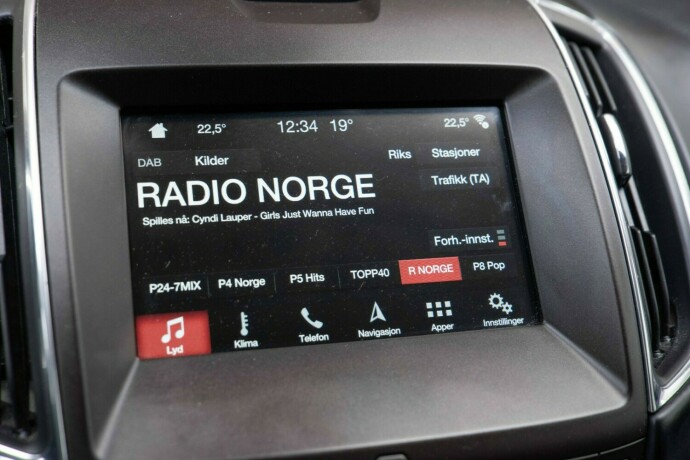 22,5° 12:34 19° 22,5°
DAB Kilder Riks Stasjoner
RADIO NORGE Trafikk (TA)
Spilles nå: Cyndi Lauper - Girls Just Wanna Have Fun
Forh.-innst.
P24-7MIX P4 Norge P5 Hits TOPP40 R NORGE P8 Pop
Lyd Klima Telefon Navigasjon Apper Innstillinger